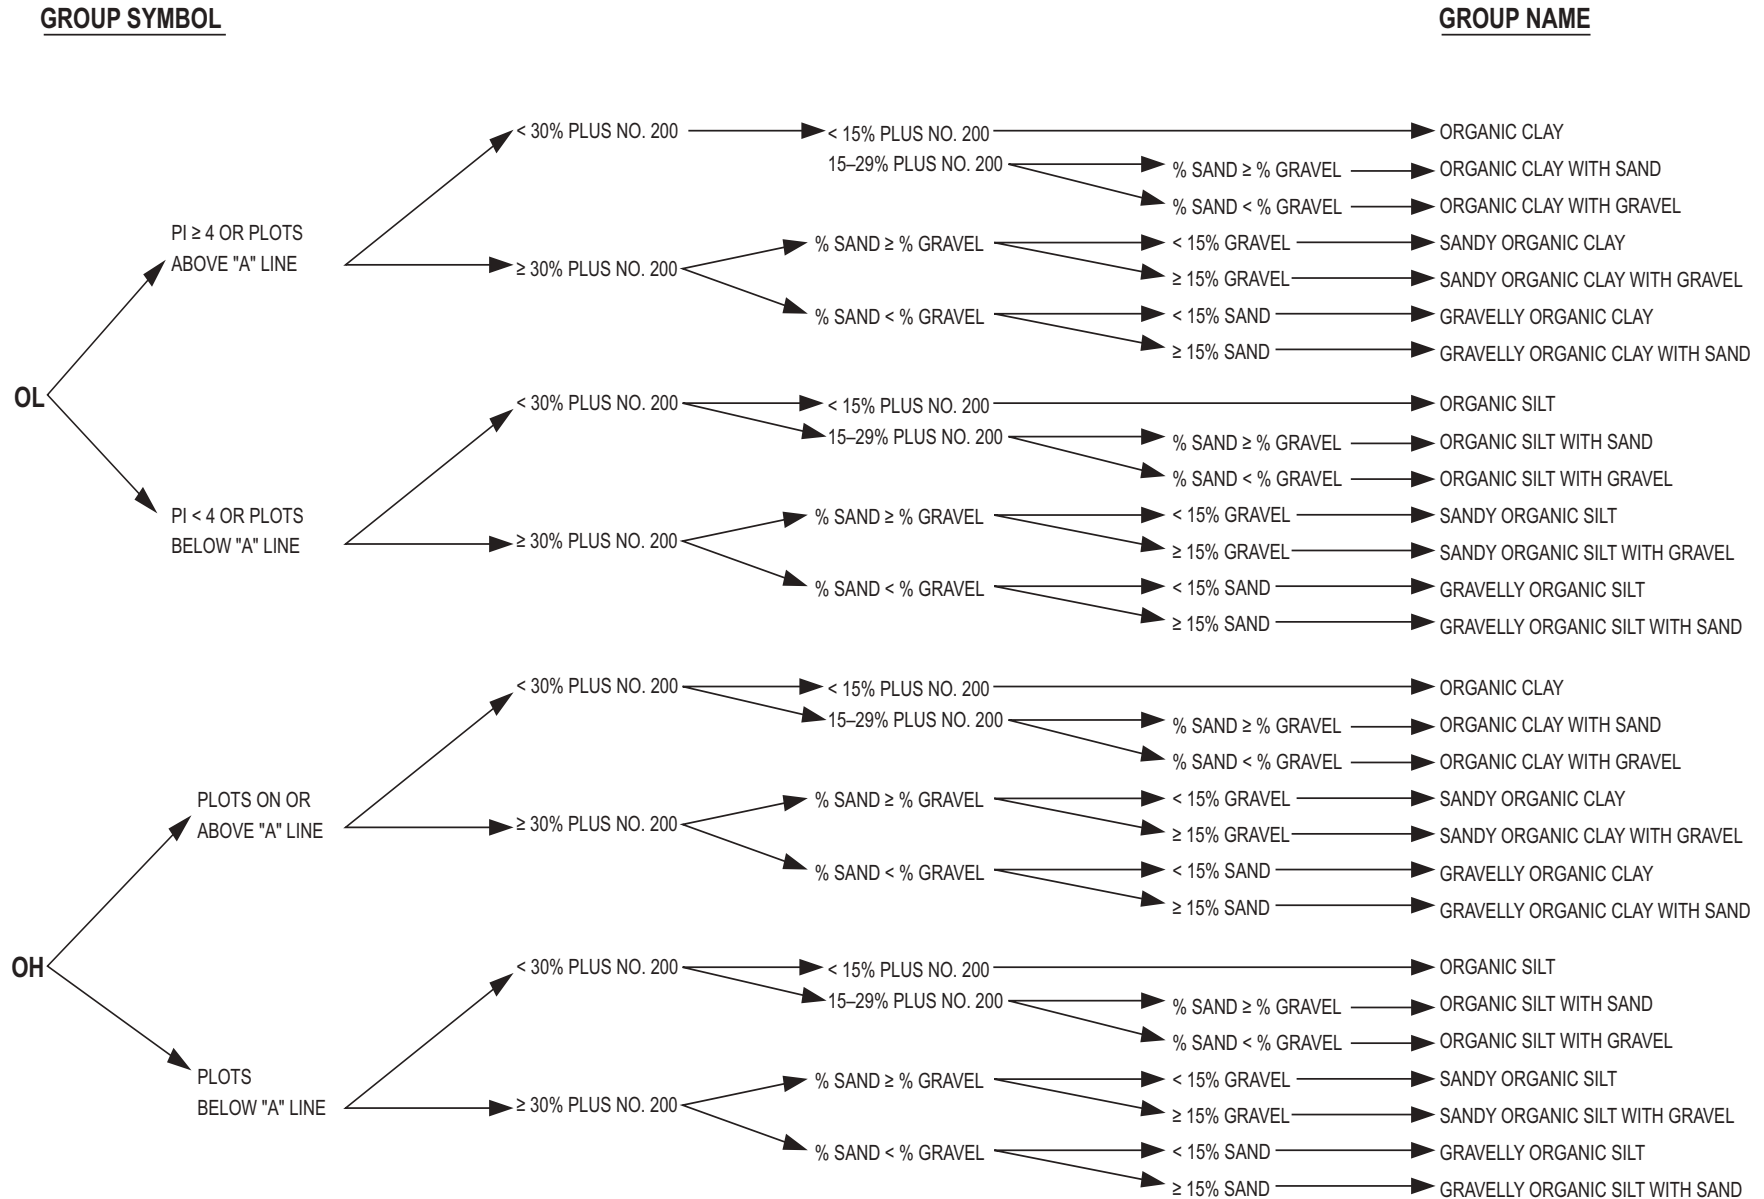 GROUP SYMBOL
GROUP NAME
OL
PI ≥ 4 OR PLOTS
ABOVE "A" LINE
< 30% PLUS NO. 200
< 15% PLUS NO. 200
ORGANIC CLAY
15–29% PLUS NO. 200
% SAND ≥ % GRAVEL
ORGANIC CLAY WITH SAND
% SAND < % GRAVEL
ORGANIC CLAY WITH GRAVEL
≥ 30% PLUS NO. 200
% SAND ≥ % GRAVEL
< 15% GRAVEL
SANDY ORGANIC CLAY
≥ 15% GRAVEL
SANDY ORGANIC CLAY WITH GRAVEL
% SAND < % GRAVEL
< 15% SAND
GRAVELLY ORGANIC CLAY
≥ 15% SAND
GRAVELLY ORGANIC CLAY WITH SAND
PI < 4 OR PLOTS
BELOW "A" LINE
< 30% PLUS NO. 200
< 15% PLUS NO. 200
ORGANIC SILT
15–29% PLUS NO. 200
% SAND ≥ % GRAVEL
ORGANIC SILT WITH SAND
% SAND < % GRAVEL
ORGANIC SILT WITH GRAVEL
≥ 30% PLUS NO. 200
% SAND ≥ % GRAVEL
< 15% GRAVEL
SANDY ORGANIC SILT
≥ 15% GRAVEL
SANDY ORGANIC SILT WITH GRAVEL
% SAND < % GRAVEL
< 15% SAND
GRAVELLY ORGANIC SILT
≥ 15% SAND
GRAVELLY ORGANIC SILT WITH SAND
OH
PLOTS ON OR
ABOVE "A" LINE
< 30% PLUS NO. 200
< 15% PLUS NO. 200
ORGANIC CLAY
15–29% PLUS NO. 200
% SAND ≥ % GRAVEL
ORGANIC CLAY WITH SAND
% SAND < % GRAVEL
ORGANIC CLAY WITH GRAVEL
≥ 30% PLUS NO. 200
% SAND ≥ % GRAVEL
< 15% GRAVEL
SANDY ORGANIC CLAY
≥ 15% GRAVEL
SANDY ORGANIC CLAY WITH GRAVEL
% SAND < % GRAVEL
< 15% SAND
GRAVELLY ORGANIC CLAY
≥ 15% SAND
GRAVELLY ORGANIC CLAY WITH SAND
PLOTS
BELOW "A" LINE
< 30% PLUS NO. 200
< 15% PLUS NO. 200
ORGANIC SILT
15–29% PLUS NO. 200
% SAND ≥ % GRAVEL
ORGANIC SILT WITH SAND
% SAND < % GRAVEL
ORGANIC SILT WITH GRAVEL
≥ 30% PLUS NO. 200
% SAND ≥ % GRAVEL
< 15% GRAVEL
SANDY ORGANIC SILT
≥ 15% GRAVEL
SANDY ORGANIC SILT WITH GRAVEL
% SAND < % GRAVEL
< 15% SAND
GRAVELLY ORGANIC SILT
≥ 15% SAND
GRAVELLY ORGANIC SILT WITH SAND